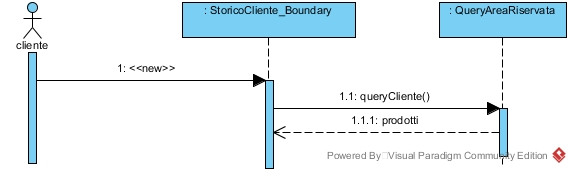 : StoricoCliente_Boundary
: QueryAreaRiservata
cliente
1: <<new>>
1.1: queryCliente()
1.1.1: prodotti
Powered By Visual Paradigm Community Edition